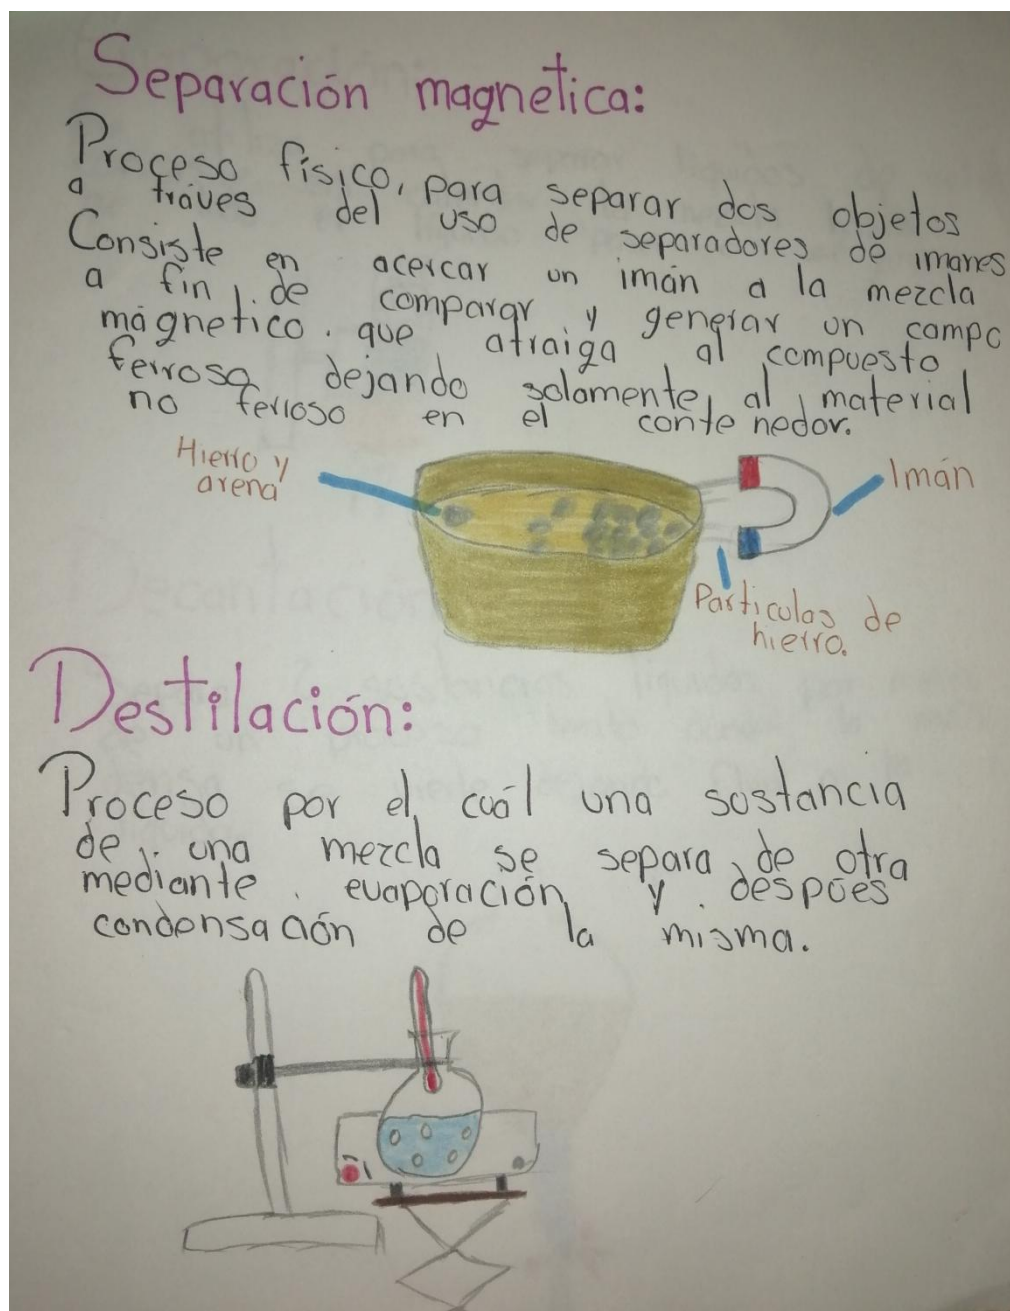 Separación magnetica:
Proceso físico, para separar dos objetos
a tráves del uso de separadores de imanes
Consiste en acercar un imán a la mezcla
a fin de comparar y generar un campo
mágnetico que atraiga al compuesto
ferroso dejando solamente al material
no ferroso en el contenedor.
Hierro y
arena
Imán
Particulas de
hierro.
Destilación:
Proceso por el cuál una sustancia
de una mezcla se separa de otra
mediante evaporación y despues
condensación de la misma.